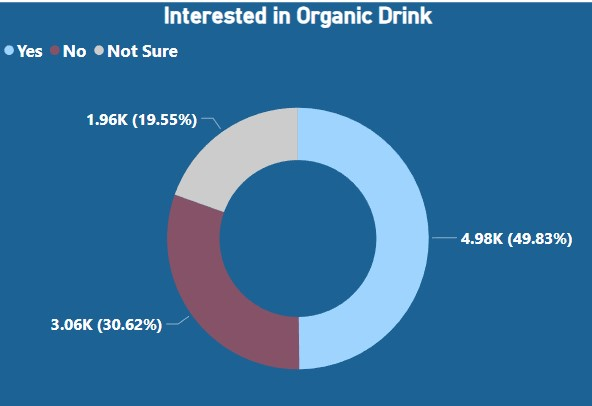 Interested in Organic Drink
Yes No Not Sure
1.96K (19.55%)
4.98K (49.83%)
3.06K (30.62%)